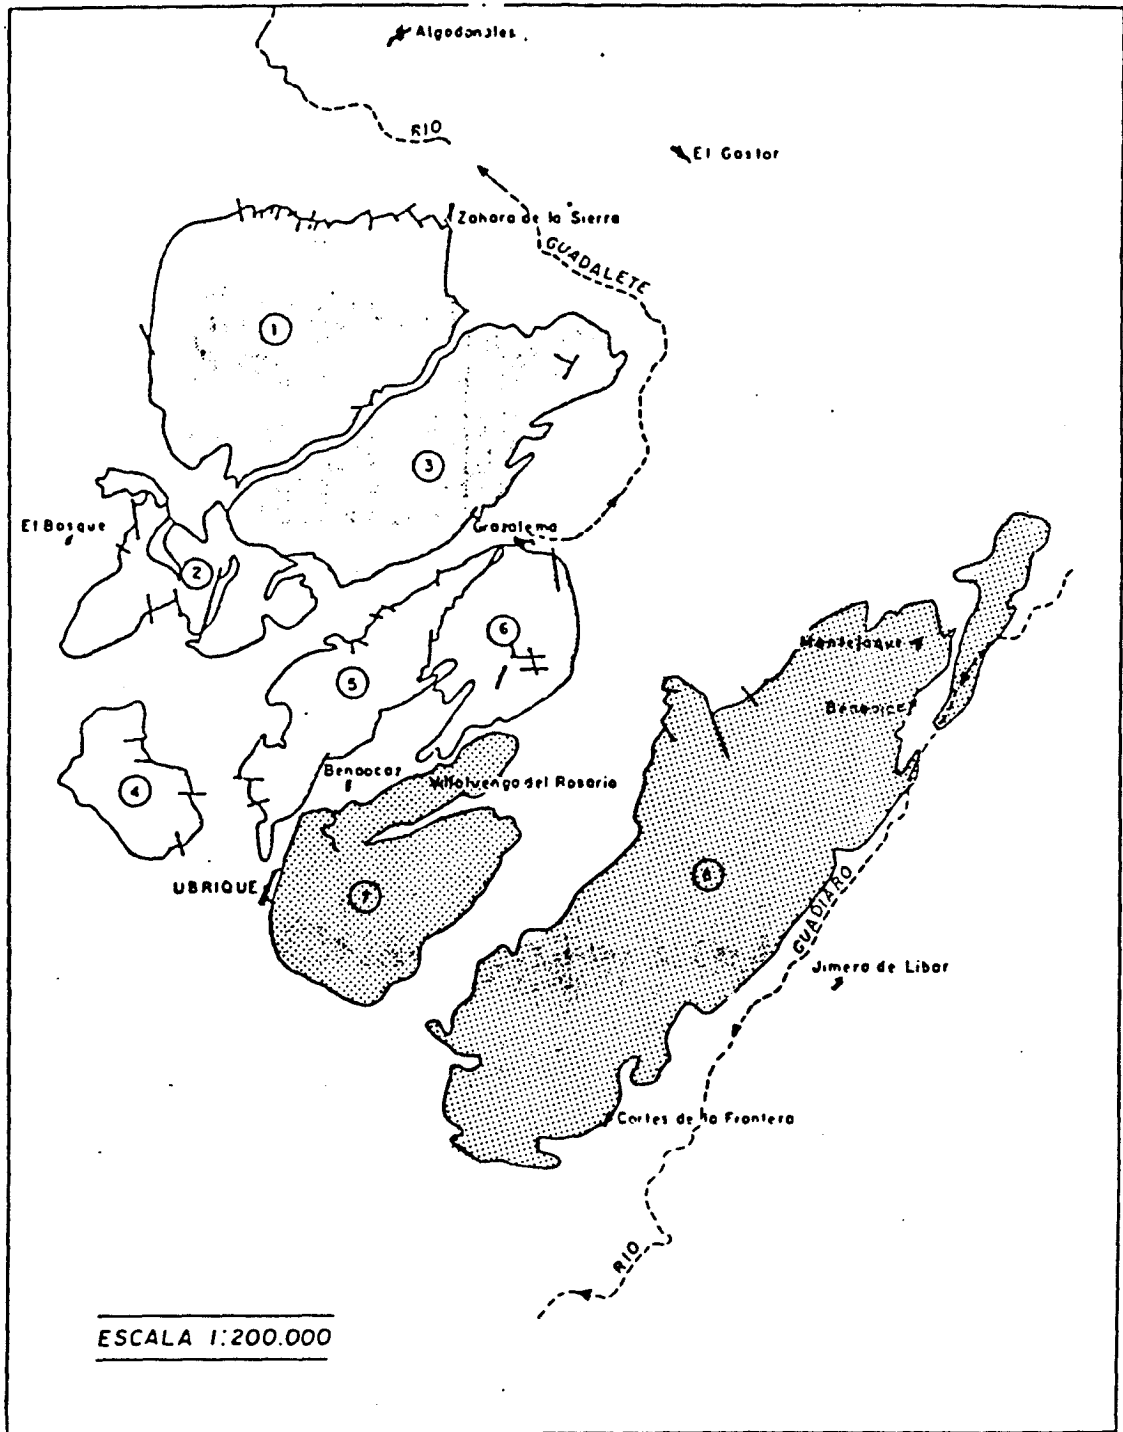 Algodonales
RIO
El Gastor
Zahara de la Sierra
GUADALETE
1
3
Grazalema
El Bosque
2
6
Montejaque
5
Benaojan
4
Benaocaz
Villaluenga del Rosario
UBRIQUE
7
8
GUADIARO
Jimera de Libar
Cortes de la Frontera
RIO
ESCALA 1:200.000